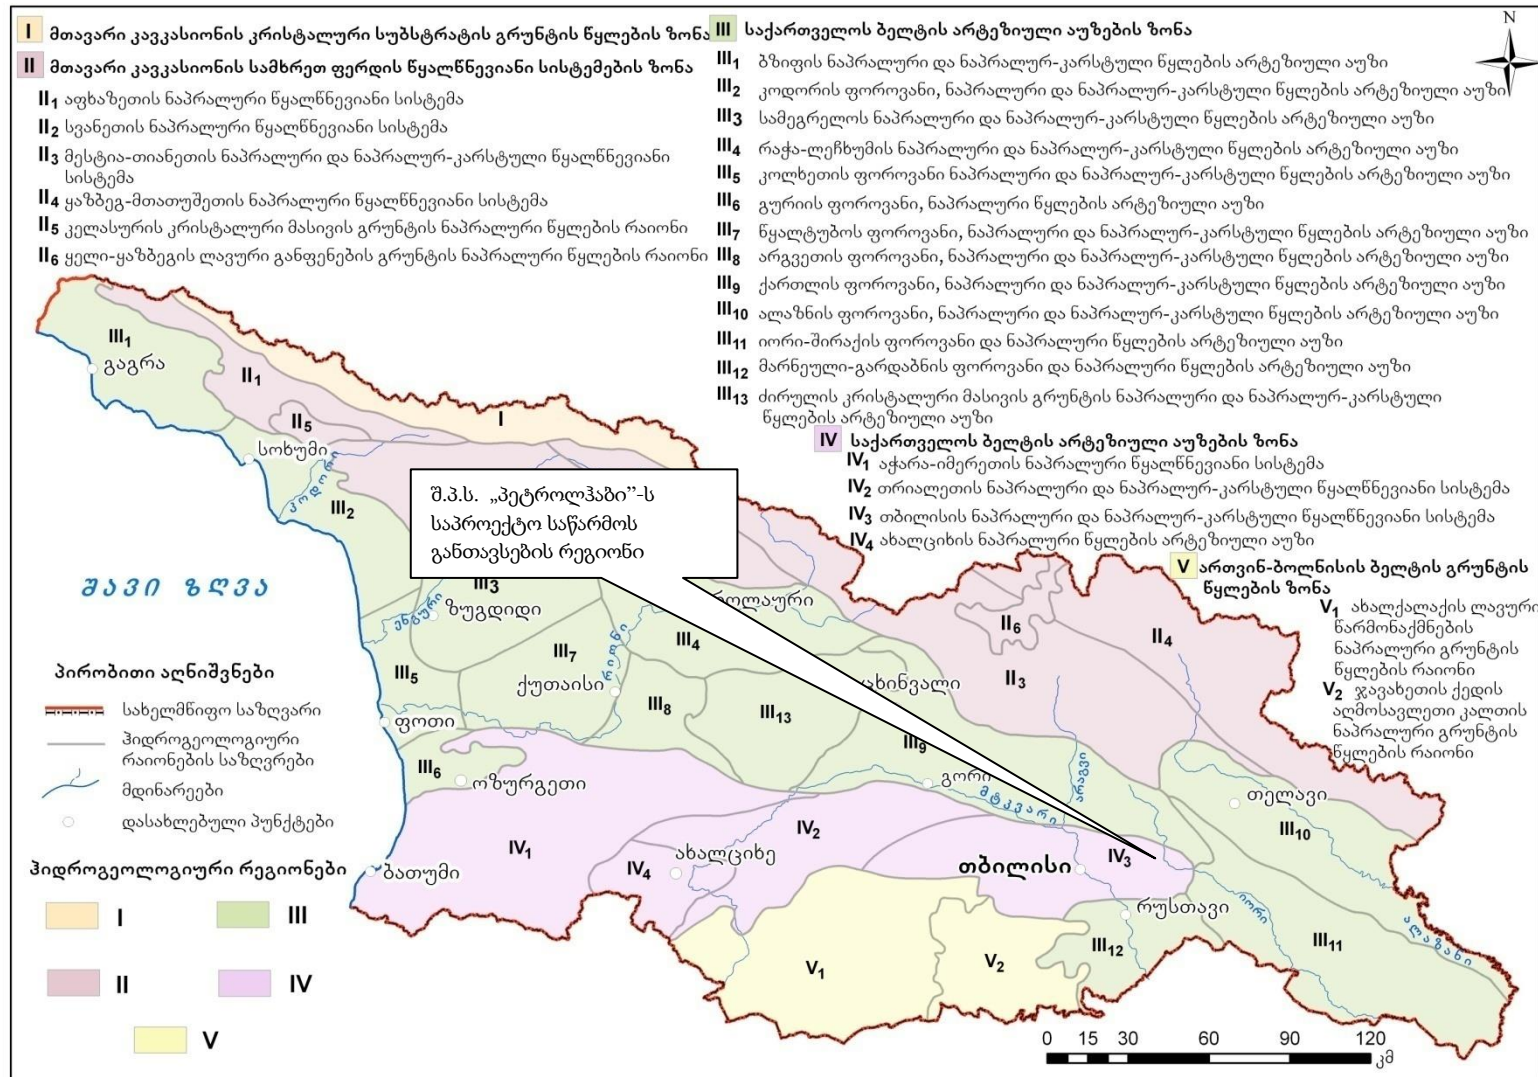 I მთავარი კავკასიონის კრისტალური სუბსტრატის გრუნტის წყლების ზონა
II მთავარი კავკასიონის სამხრეთ ფერდის წყალწნევიანი სისტემების ზონა
II1 აფხაზეთის ნაპრალური წყალწნევიანი სისტემა
II2 სვანეთის ნაპრალური წყალწნევიანი სისტემა
II3 მესტია-თიანეთის ნაპრალური და ნაპრალურ-კარსტული წყალწნევიანი
სისტემა
II4 ყაზბეგ-მთათუშეთის ნაპრალური წყალწნევიანი სისტემა
II5 კელასურის კრისტალური მასივის გრუნტის ნაპრალური წყლების რაიონი
II6 ყელი-ყაზბეგის ლავური განფენების გრუნტის ნაპრალური წყლების რაიონი
III საქართველოს ბელტის არტეზიული აუზების ზონა
III1 ბზიფის ნაპრალური და ნაპრალურ-კარსტული წყლების არტეზიული აუზი
III2 კოდორის ფოროვანი, ნაპრალური და ნაპრალურ-კარსტული წყლების არტეზიული აუზი
III3 სამეგრელოს ნაპრალური და ნაპრალურ-კარსტული წყლების არტეზიული აუზი
III4 რაჭა-ლეჩხუმის ნაპრალური და ნაპრალურ-კარსტული წყლების არტეზიული აუზი
III5 კოლხეთის ფოროვანი ნაპრალური და ნაპრალურ-კარსტული წყლების არტეზიული აუზი
III6 გურიის ფოროვანი, ნაპრალური წყლების არტეზიული აუზი
III7 წყალტუბოს ფოროვანი, ნაპრალური და ნაპრალურ-კარსტული წყლების არტეზიული აუზი
III8 არგვეთის ფოროვანი, ნაპრალური და ნაპრალურ-კარსტული წყლების არტეზიული აუზი
III9 ქართლის ფოროვანი, ნაპრალური და ნაპრალურ-კარსტული წყლების არტეზიული აუზი
III10 ალაზნის ფოროვანი, ნაპრალური და ნაპრალურ-კარსტული წყლების არტეზიული აუზი
III11 იორი-შირაქის ფოროვანი და ნაპრალური წყლების არტეზიული აუზი
III12 მარნეული-გარდაბნის ფოროვანი და ნაპრალური წყლების არტეზიული აუზი
III13 ძირულის კრისტალური მასივის გრუნტის ნაპრალური და ნაპრალურ-კარსტული
წყლების არტეზიული აუზი
IV საქართველოს ბელტის არტეზიული აუზების ზონა
IV1 აჭარა-იმერეთის ნაპრალური წყალწნევიანი სისტემა
IV2 თრიალეთის ნაპრალური და ნაპრალურ-კარსტული წყალწნევიანი სისტემა
IV3 თბილისის ნაპრალური და ნაპრალურ-კარსტული წყალწნევიანი სისტემა
IV4 ახალციხის ნაპრალური წყლების არტეზიული აუზი
V ართვინ-ბოლნისის ბელტის გრუნტის
წყლების ზონა
V1 ახალქალაქის ლავური
წარმონაქმნების
ნაპრალური გრუნტის
წყლების რაიონი
V2 ჯავახეთის ქედის
აღმოსავლეთი კალთის
ნაპრალური გრუნტის
წყლების რაიონი
N
შ.პ.ს. „პეტროლჰაბი”-ს
საპროექტო საწარმოს
განთავსების რეგიონი
III1
გაგრა
II1
II5
I
სოხუმი
კოდორი
III2
შავი ზღვა
III3
ზუგდიდი
ენგური
III5
III7
რიონი
ქუთაისი
ფოთი
III4
III8
III13
III9
გორი
მტკვარი
არაგვი
II3
II6
II4
თელავი
III10
III6
ოზურგეთი
IV1
IV2
IV4
ახალციხე
IV3
თბილისი
ბათუმი
რუსთავი
იორი
ალაზანი
III11
III12
V1
V2
პირობითი აღნიშვნები
სახელმწიფო საზღვარი
ჰიდროგეოლოგიური
რაიონების საზღვრები
მდინარეები
დასახლებული პუნქტები
ჰიდროგეოლოგიური რეგიონები
I
III
II
IV
V
0 15 30 60 90 120
კმ